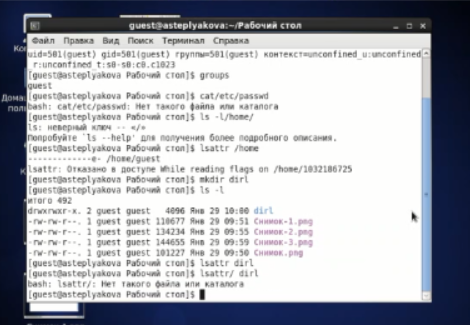 guest@asteplyakova:~/Рабочий стол
Файл Правка Вид Поиск Терминал Справка
uid=501(guest) gid=501(guest) группы=501(guest) контекст=unconfined_u:unconfined
_r:unconfined_t:s0-s0:c0.c1023
[guest@asteplyakova Рабочий стол]$ groups
guest
[guest@asteplyakova Рабочий стол]$ cat/etc/passwd
bash: cat/etc/passwd: Нет такого файла или каталога
[guest@asteplyakova Рабочий стол]$ ls -l/home/
ls: неверный ключ -- «/»
Попробуйте `ls --help' для получения более подробного описания.
[guest@asteplyakova Рабочий стол]$ lsattr /home
-------------e- /home/guest
lsattr: Отказано в доступе While reading flags on /home/1032186725
[guest@asteplyakova Рабочий стол]$ mkdir dirl
[guest@asteplyakova Рабочий стол]$ ls -l
итого 492
drwxrwxr-x. 2 guest guest 4096 Янв 29 10:00 dirl
-rw-rw-r--. 1 guest guest 110677 Янв 29 09:51 Снимок-1.png
-rw-rw-r--. 1 guest guest 134234 Янв 29 09:55 Снимок-2.png
-rw-rw-r--. 1 guest guest 144655 Янв 29 09:59 Снимок-3.png
-rw-rw-r--. 1 guest guest 101227 Янв 29 09:50 Снимок.png
[guest@asteplyakova Рабочий стол]$ lsattr dirl
[guest@asteplyakova Рабочий стол]$ lsattr/ dirl
bash: lsattr/: Нет такого файла или каталога
[guest@asteplyakova Рабочий стол]$